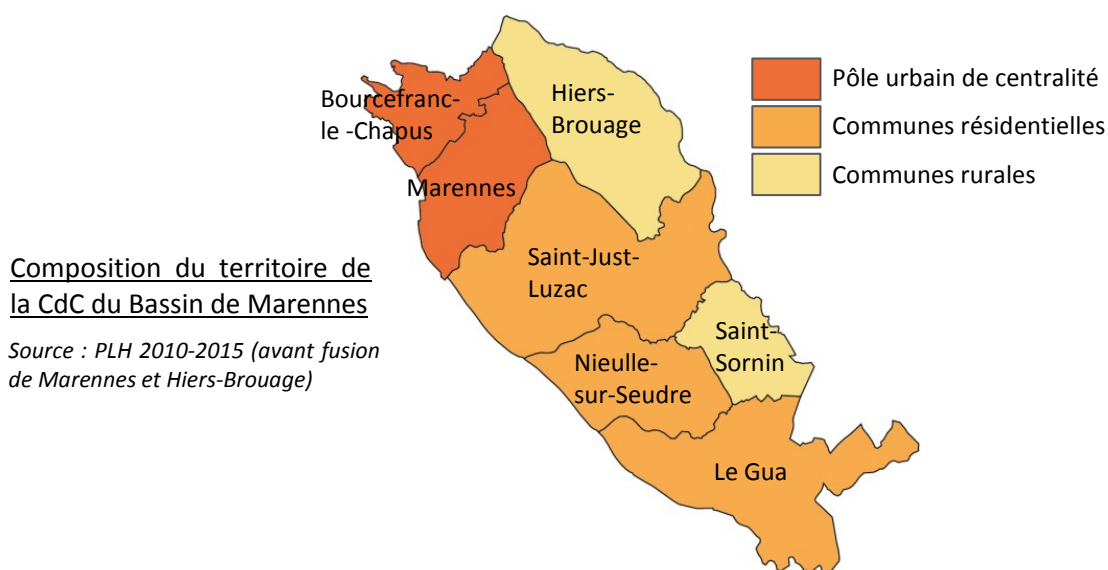 Bourcefranc-
le -Chapus
Hiers-
Brouage
Marennes
Saint-Just-
Luzac
Saint-
Sornin
Nieulle-
sur-Seudre
Le Gua
Pôle urbain de centralité
Communes résidentielles
Communes rurales
Composition du territoire de
la CdC du Bassin de Marennes
Source : PLH 2010-2015 (avant fusion
de Marennes et Hiers-Brouage)